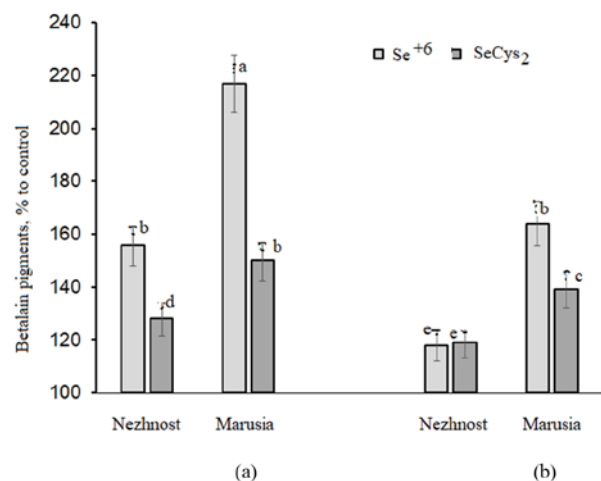 Betalain pigments, % to control
240
220
200
180
160
140
120
100
Se+6 SeCys2
b
d
a
b
e
e
b
c
Nezhnost Marusia Nezhnost Marusia
(a) (b)